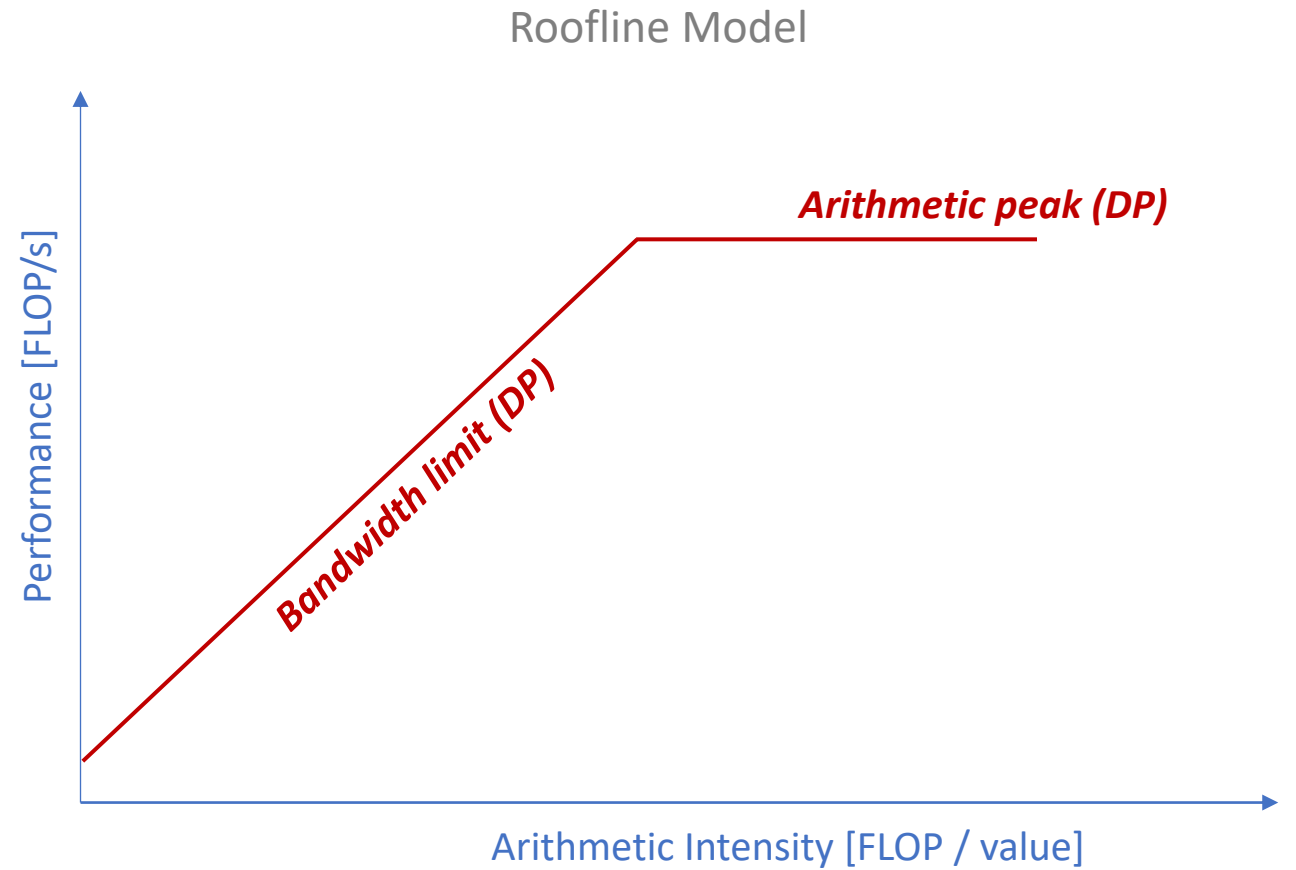 Roofline Model
Arithmetic peak (DP)
Performance [FLOP/s]
Bandwidth limit (DP)
Arithmetic Intensity [FLOP / value]